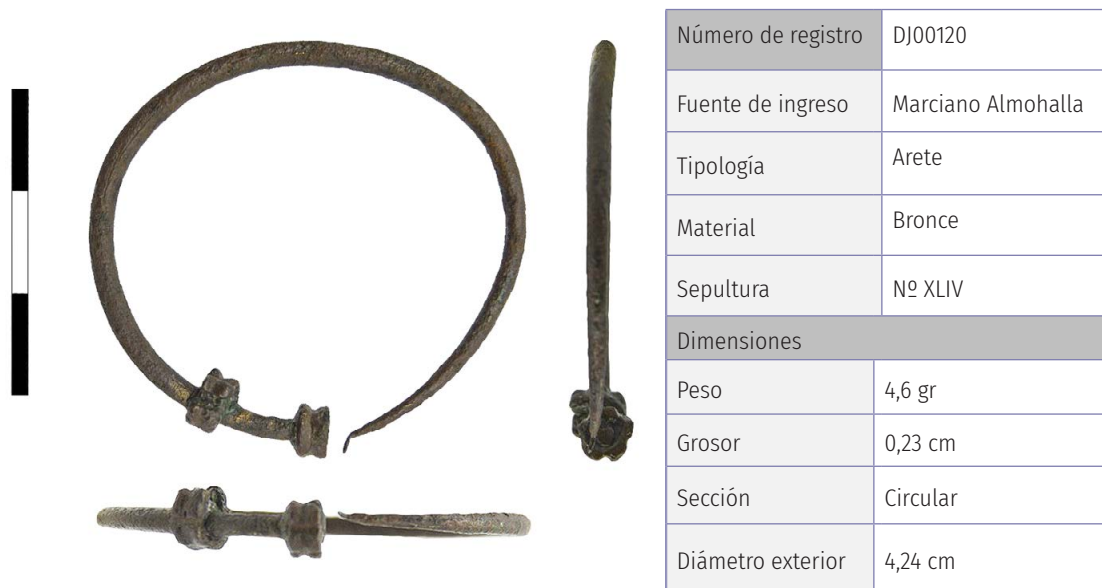 Número de registro DJ00120
Fuente de ingreso Marciano Almohalla
Tipología Arete
Material Bronce
Sepultura Nº XLIV
Dimensiones
Peso 4,6 gr
Grosor 0,23 cm
Sección Circular
Diámetro exterior 4,24 cm